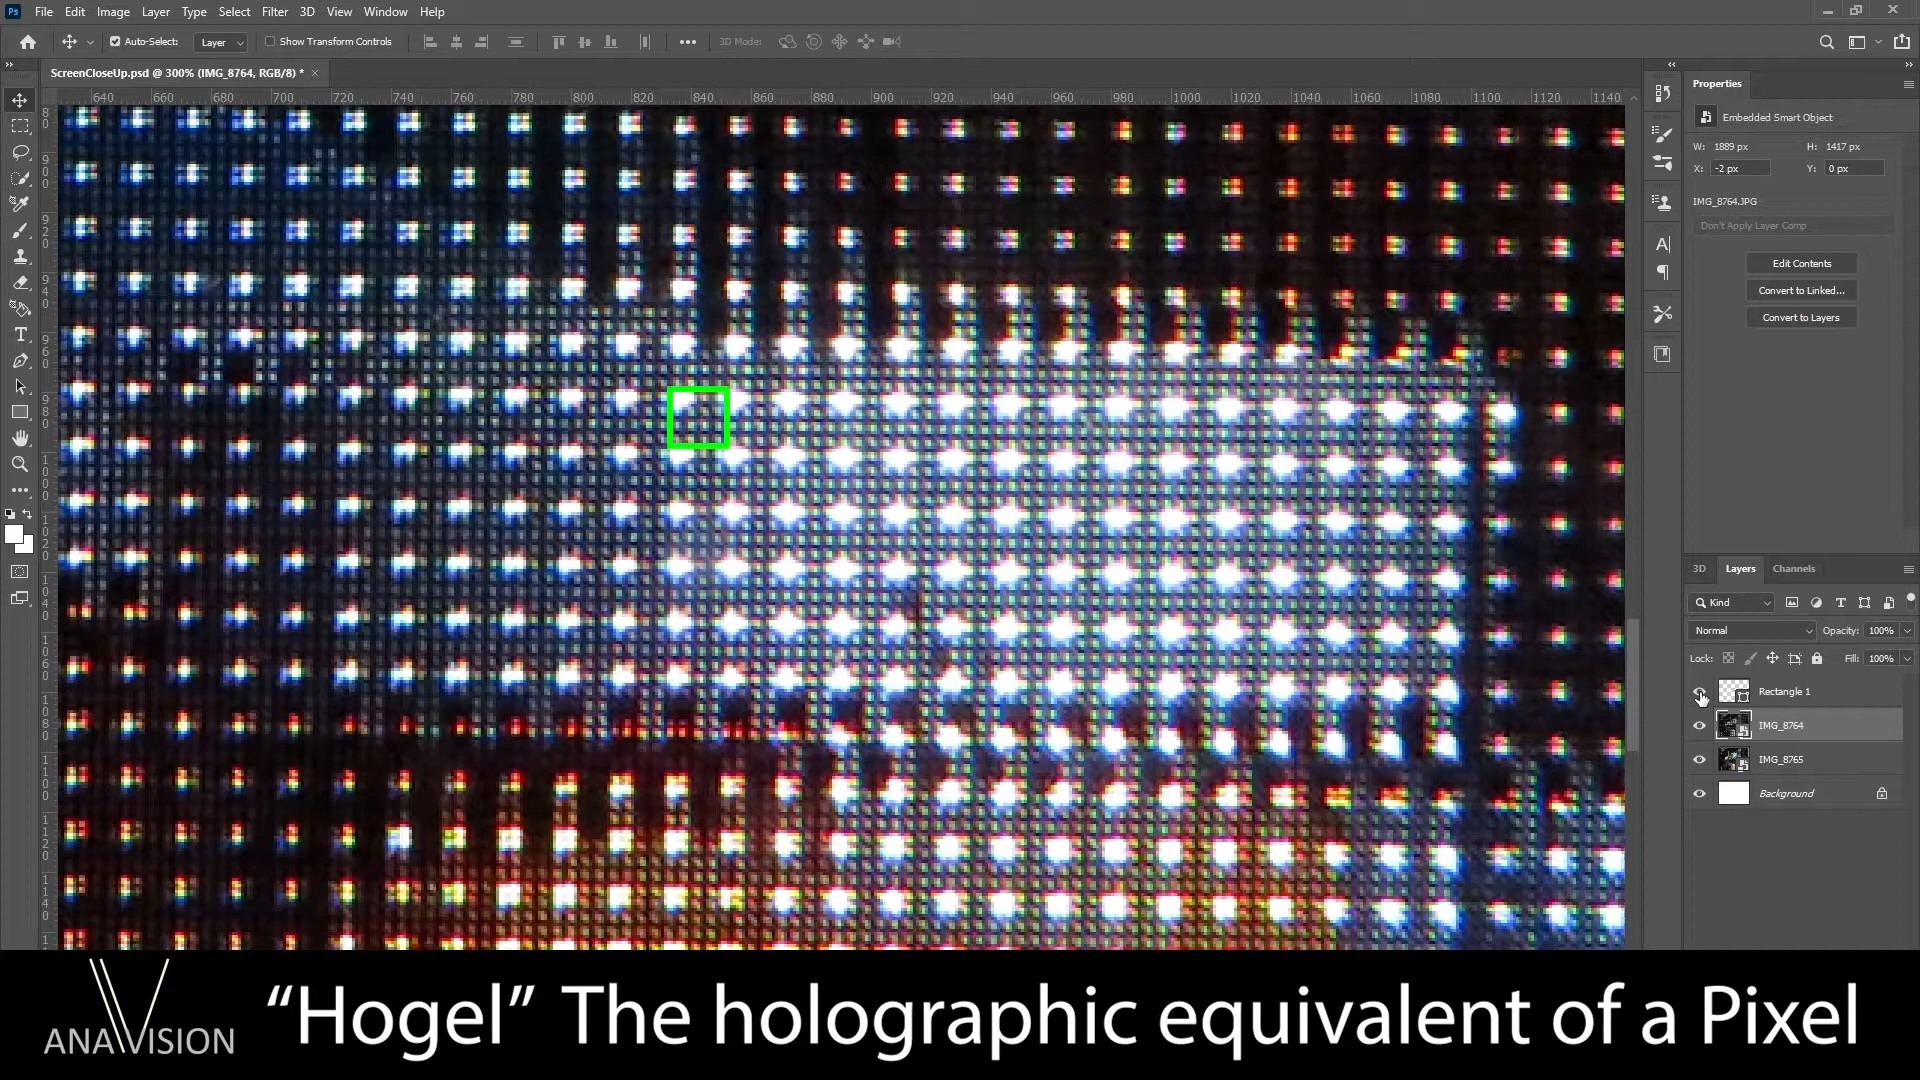 Ps File Edit Image Layer Type Select Filter 3D View Window Help
Auto-Select: Layer Show Transform Controls 3D Mode:
ScreenCloseUp.psd @ 300% (IMG_8764, RGB/8) * ×
640 660 680 700 720 740 760 780 800 820 840 860 880 900 920 940 960 980 1000 1020 1040 1060 1080 1100 1120 1140
Properties
Embedded Smart Object
W: 1889 px H: 1417 px
X: -2 px Y: 0 px
IMG_8764.JPG
Don't Apply Layer Comp
Edit Contents
Convert to Linked...
Convert to Layers
3D Layers Channels
Kind
Normal Opacity: 100%
Lock: Fill: 100%
Rectangle 1
IMG_8764
IMG_8765
Background
ANAVISION
“Hogel” The holographic equivalent of a Pixel